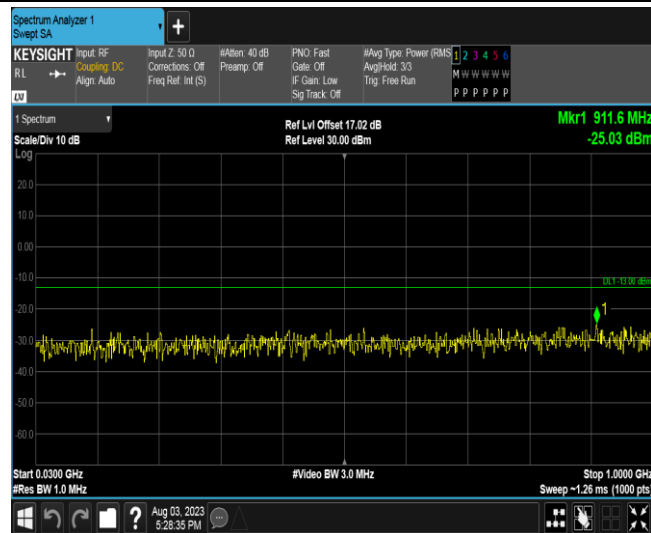 Spectrum Analyzer 1
Swept SA
+
KEYSIGHT
RL
LXI
Input: RF
Coupling: DC
Align: Auto
Input Z: 50 Ω
Corrections: Off
Freq Ref: Int (S)
#Atten: 40 dB
Preamp: Off
PNO: Fast
Gate: Off
IF Gain: Low
Sig Track: Off
#Avg Type: Power (RMS
Avg|Hold: 3/3
Trig: Free Run
1 2 3 4 5 6
M W W W W W
P P P P P P
1 Spectrum
Scale/Div 10 dB
Log
Ref Lvl Offset 17.02 dB
Ref Level 30.00 dBm
Mkr1 911.6 MHz
-25.03 dBm
20.0
10.0
0.00
-10.0
DL1 -13.00 dBm
-20.0
1
-30.0
-40.0
-50.0
-60.0
Start 0.0300 GHz
#Res BW 1.0 MHz
#Video BW 3.0 MHz
Stop 1.0000 GHz
Sweep ~1.26 ms (1000 pts)
?
Aug 03, 2023
5:28:35 PM